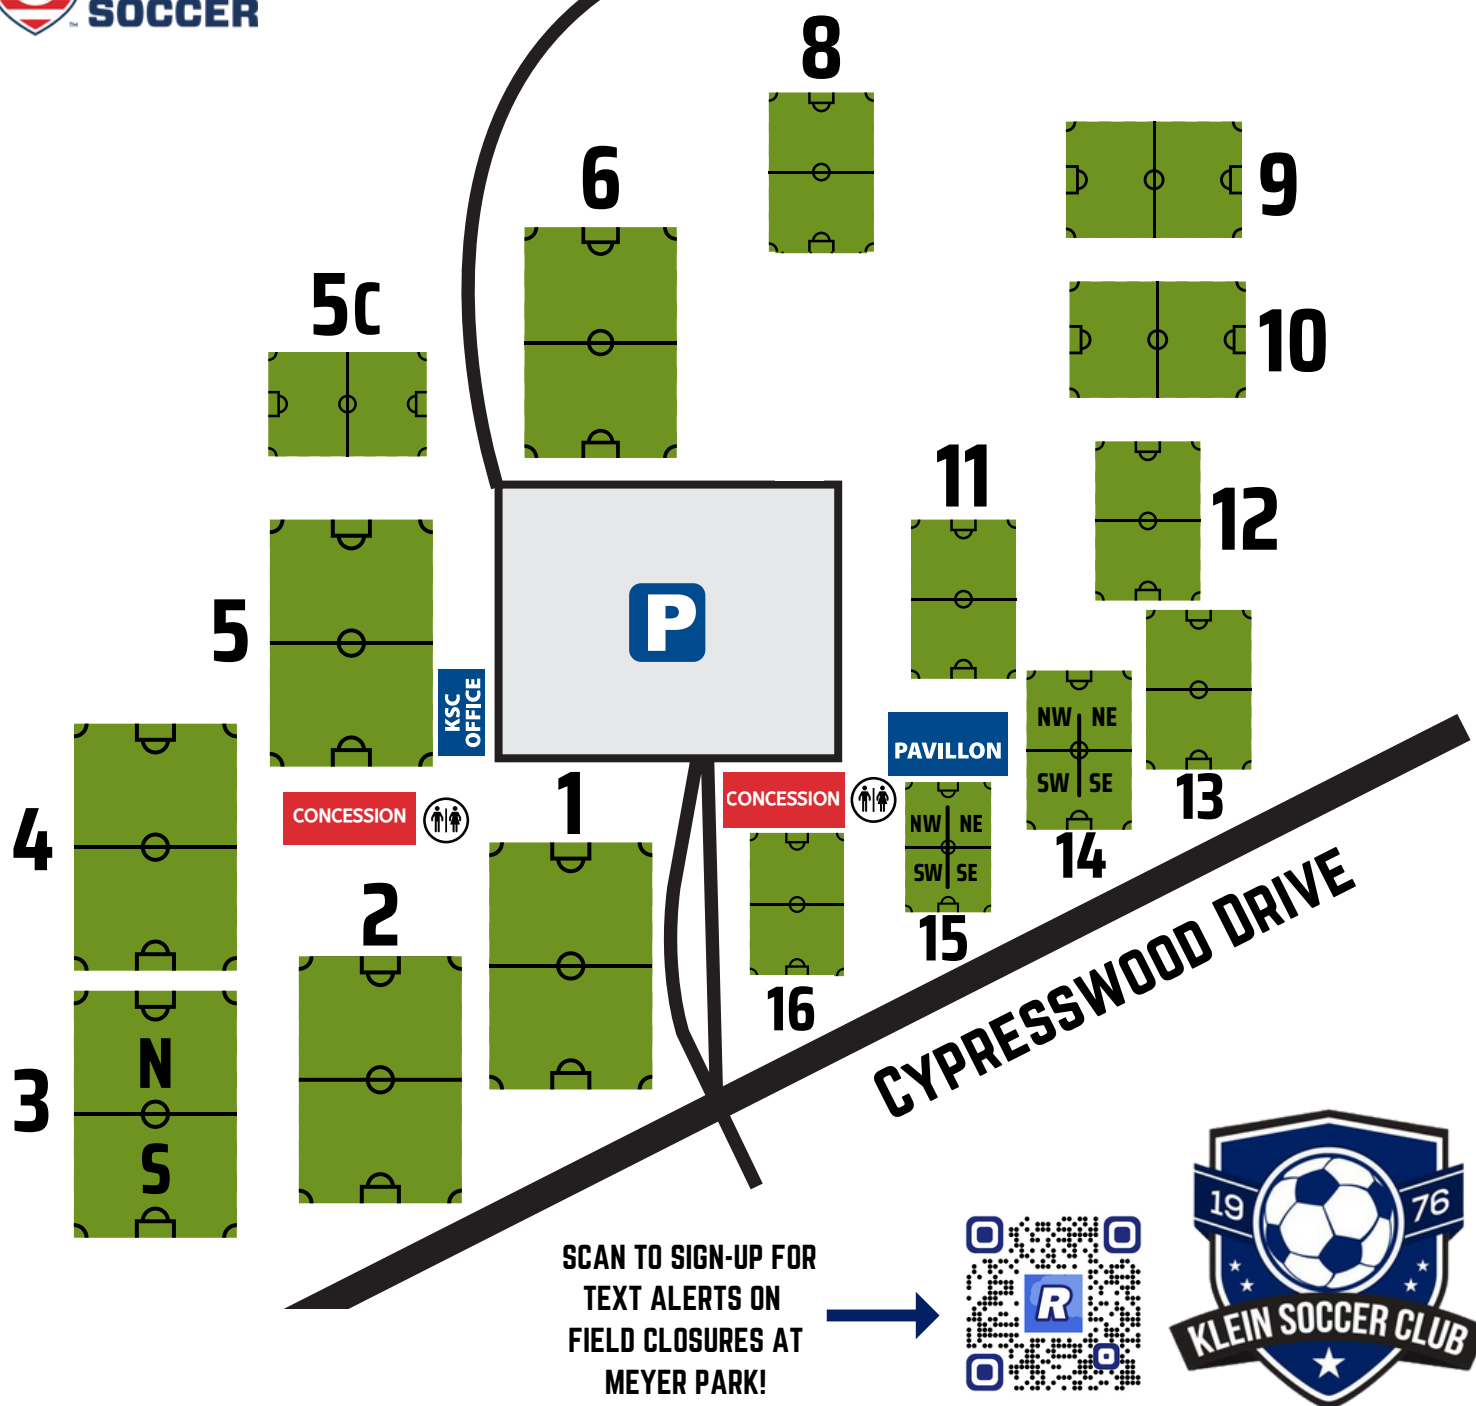 ™ SOCCER
8
6
9
5C
10
11
12
P
5
KSC
OFFICE
NW NE
SW SE
PAVILLON
13
CONCESSION
1
CONCESSION
4
NW NE
SW SE
14
2
15
16
CYPRESSWOOD DRIVE
3
N
S
19 76
KLEIN SOCCER CLUB
SCAN TO SIGN-UP FOR
TEXT ALERTS ON
FIELD CLOSURES AT
MEYER PARK!
R